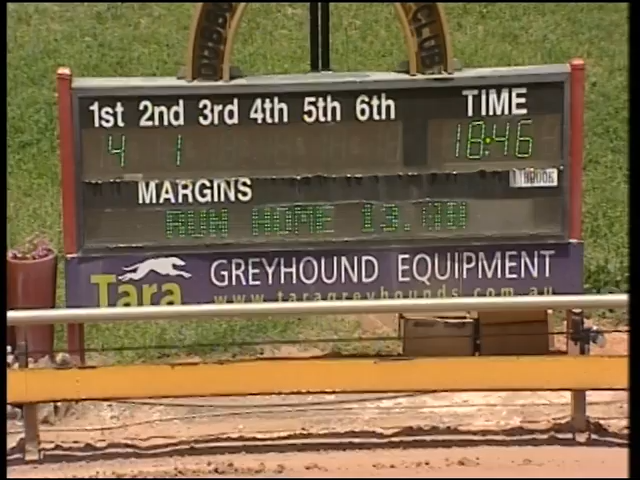 1st 2nd 3rd 4th 5th 6th TIME
4 1 18:46
MARGINS
RUN HOME 13.00
Tara GREYHOUND EQUIPMENT
www.taragreyhounds.com.au